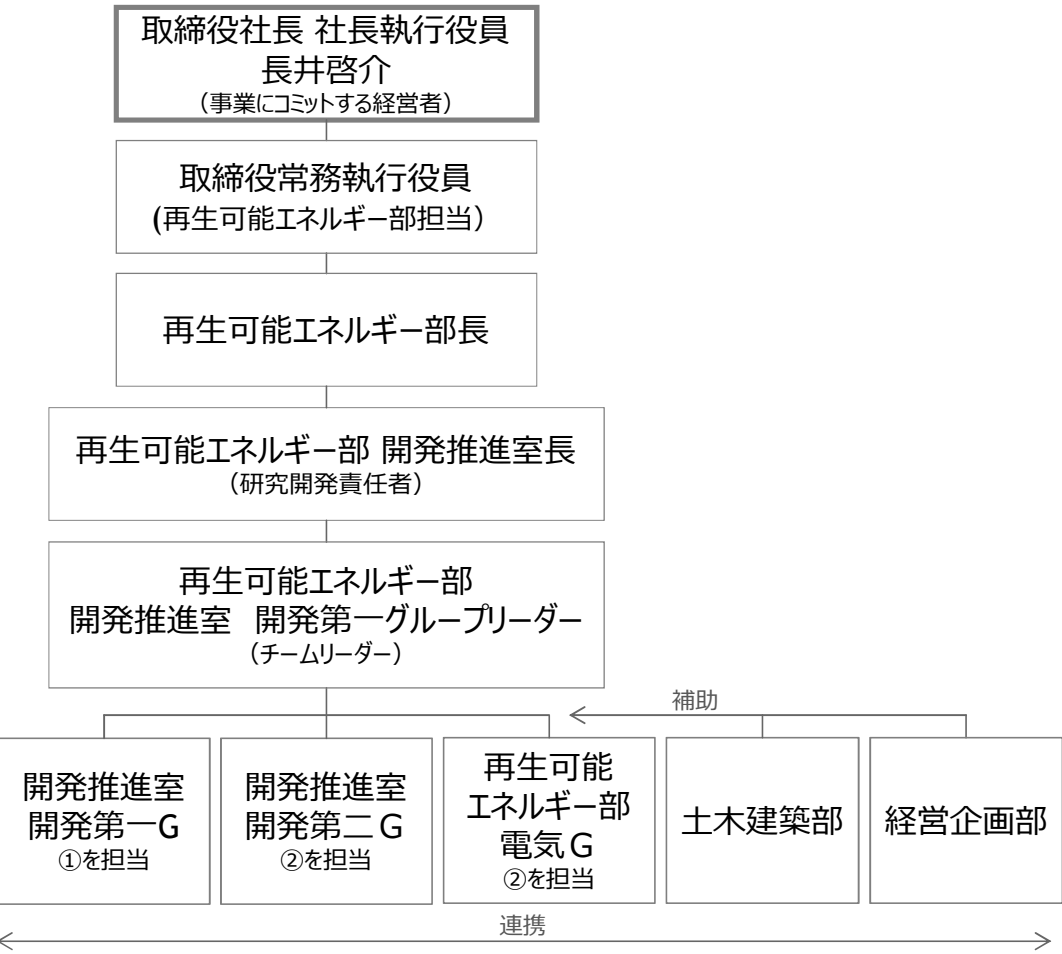 取締役社長 社長執行役員
長井啓介
（事業にコミットする経営者）
取締役常務執行役員
(再生可能エネルギー部担当）
再生可能エネルギー部長
再生可能エネルギー部 開発推進室長
（研究開発責任者）
再生可能エネルギー部
開発推進室　開発第一グループリーダー
（チームリーダー）
補助
開発推進室
開発第一G
①を担当
開発推進室
開発第二Ｇ
②を担当
再生可能
エネルギー部
電気Ｇ
②を担当
土木建築部
経営企画部
連携